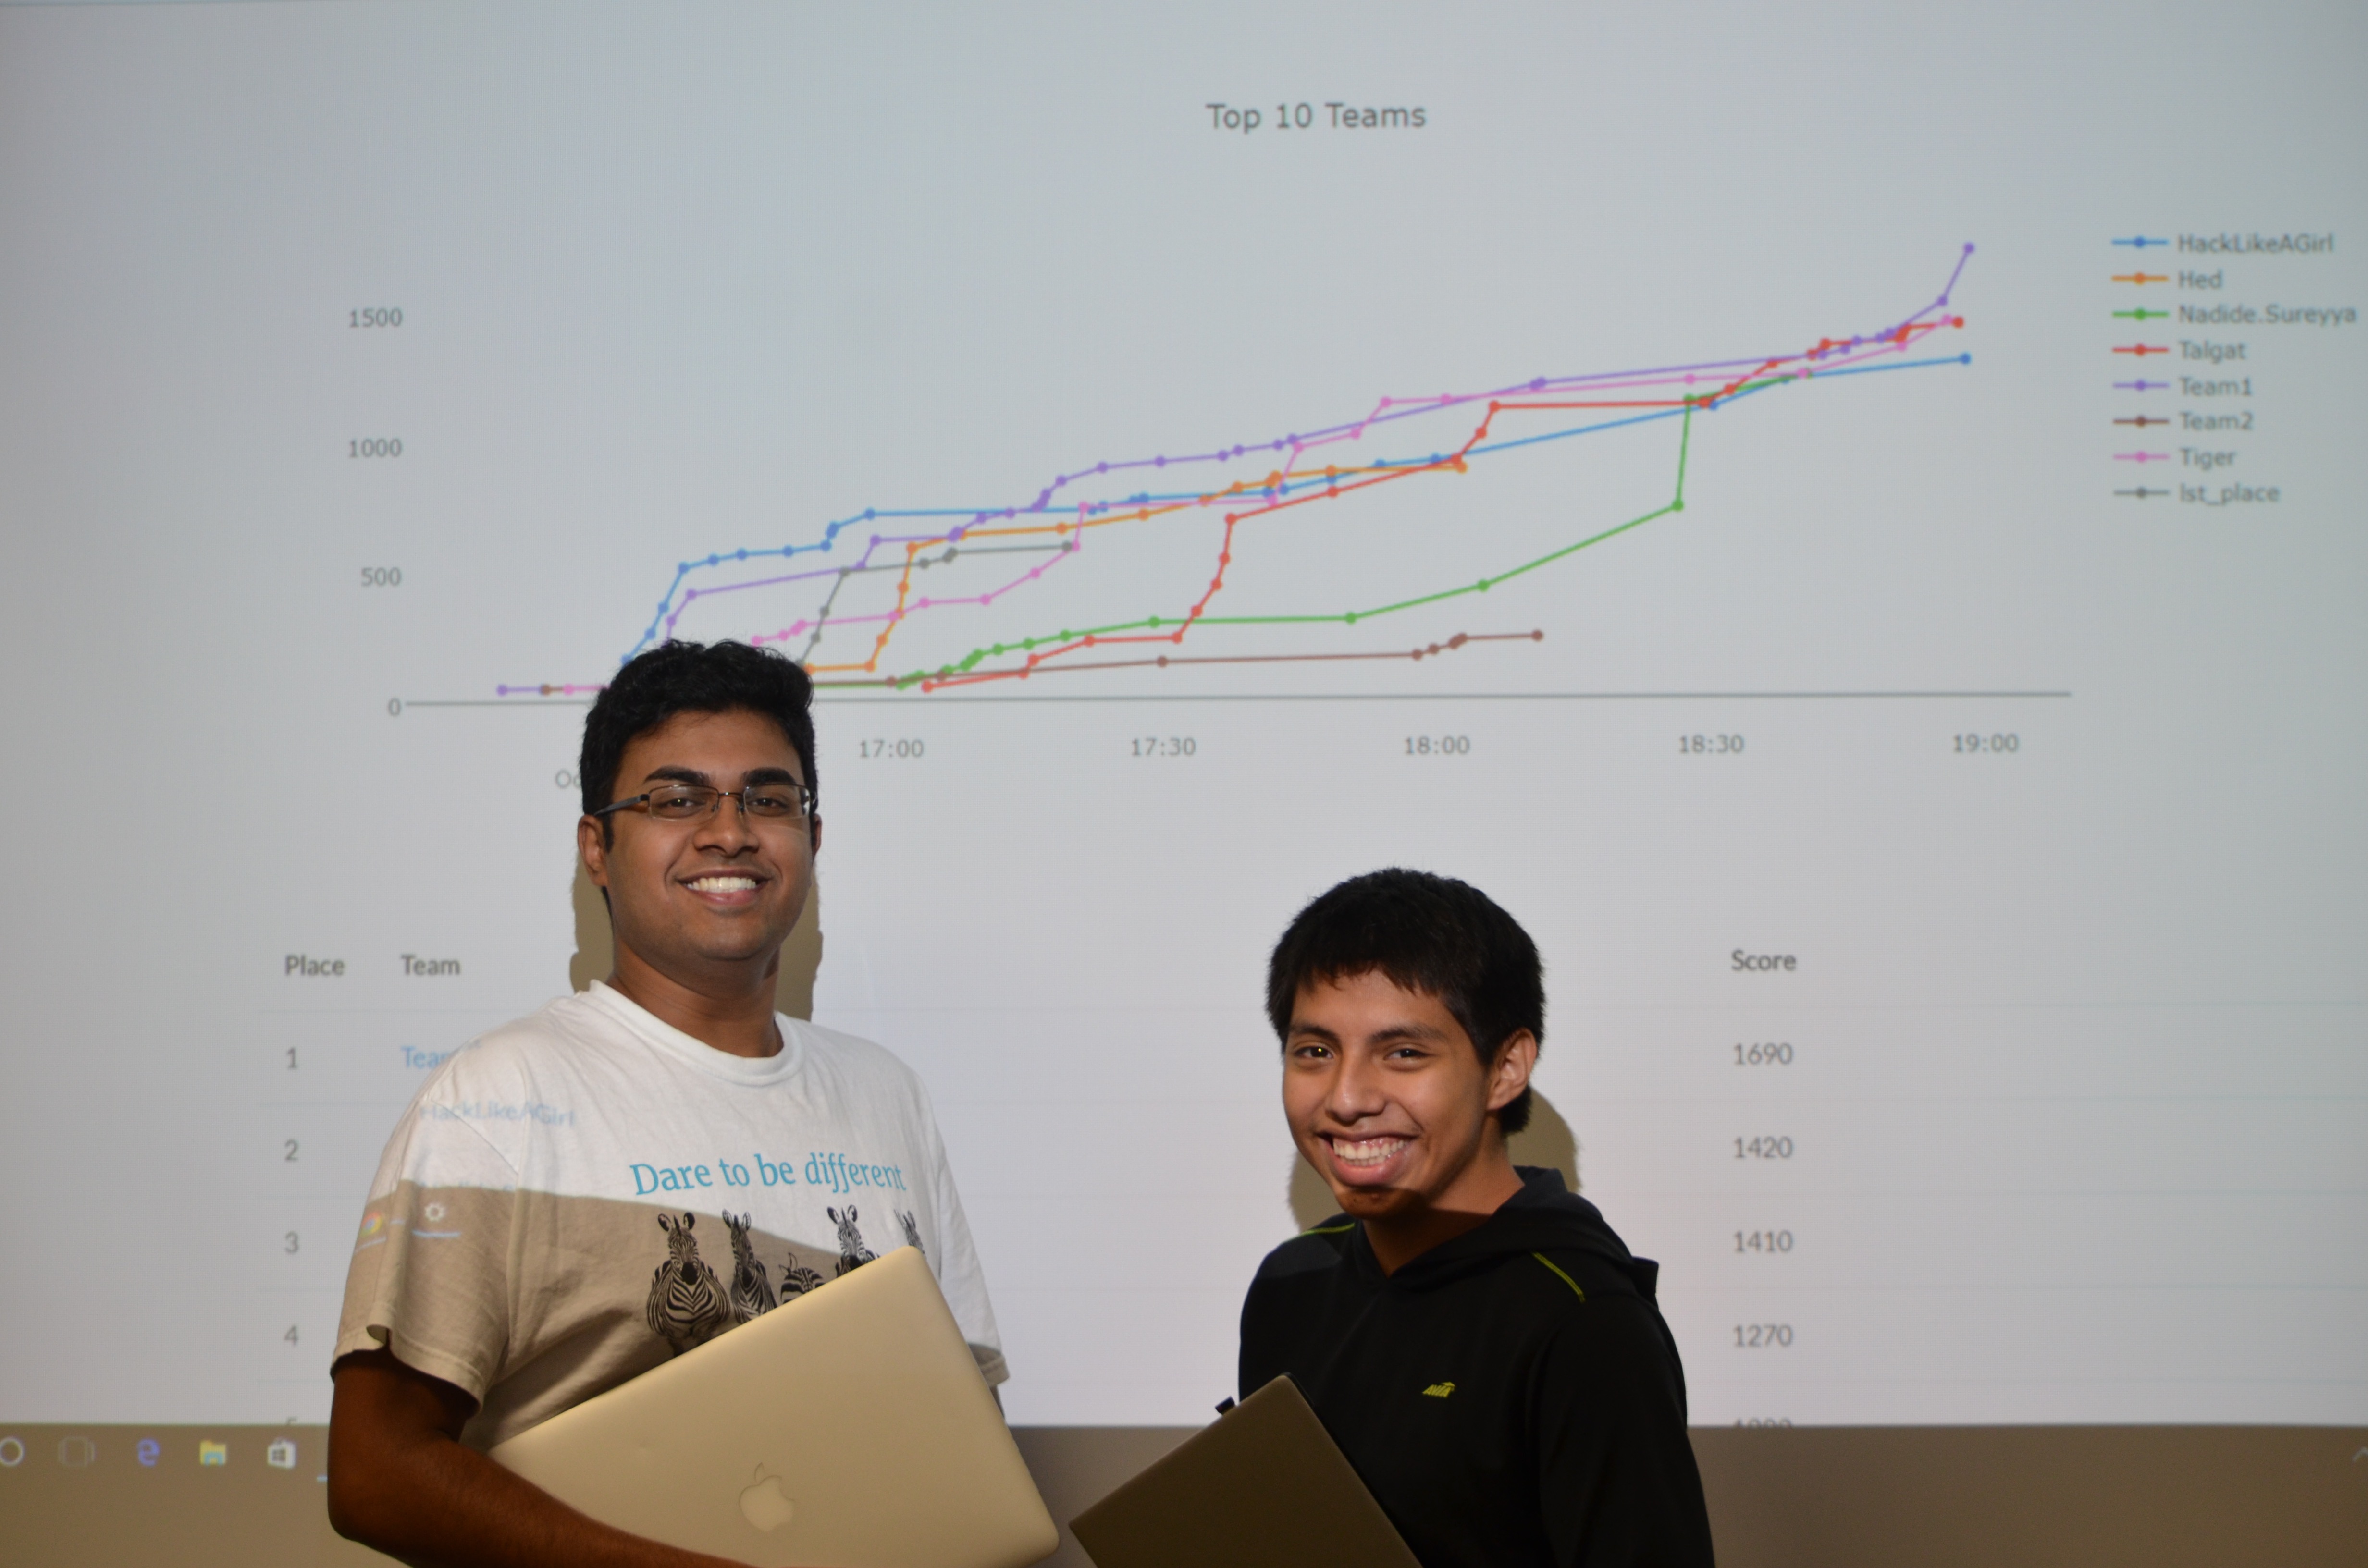 Top 10 Teams
HackLikeAGirl
Hed
Nadide.Sureyya
Talgat
Team1
Team2
Tiger
lst_place
1500
1000
500
0
17:00
17:30
18:00
18:30
19:00
Place Team Score
1 1690
HackLikeAGirl
2 1420
Dare to be different
3 1410
4 1270